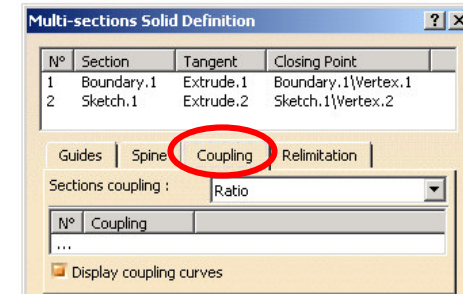 Multi-sections Solid Definition ? X
N° Section Tangent Closing Point
1 Boundary.1 Extrude.1 Boundary.1\Vertex.1
2 Sketch.1 Extrude.2 Sketch.1\Vertex.2
Guides Spine Coupling Relimitation
Sections coupling : Ratio
N° Coupling
...
Display coupling curves